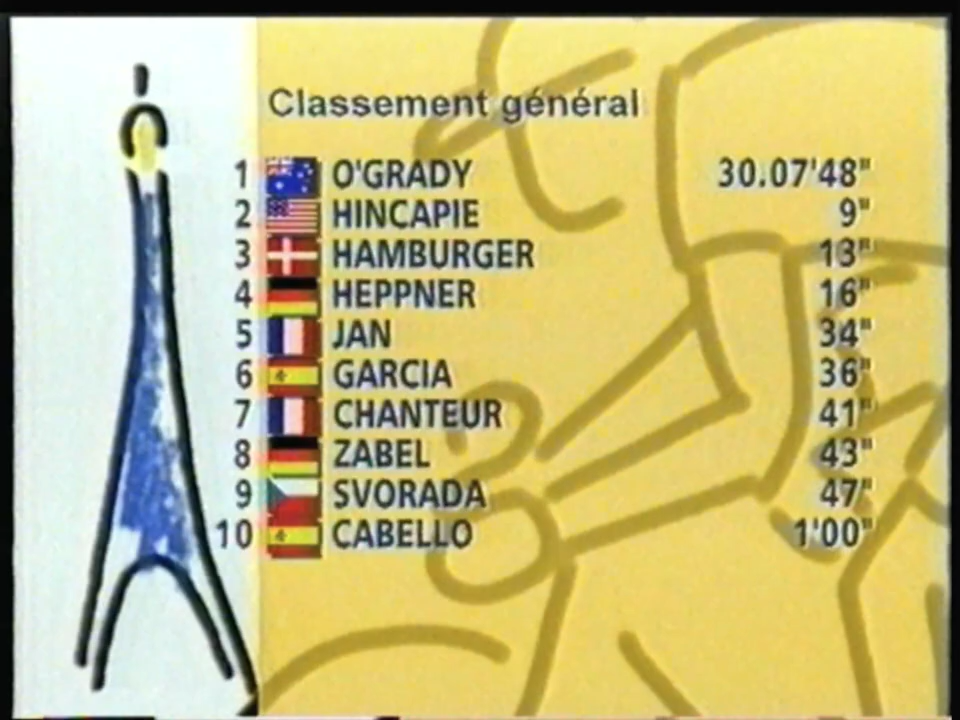 Classement général
1 O'GRADY 30.07'48"
2 HINCAPIE 9"
3 HAMBURGER 13"
4 HEPPNER 16"
5 JAN 34"
6 GARCIA 36"
7 CHANTEUR 41"
8 ZABEL 43"
9 SVORADA 47"
10 CABELLO 1'00"